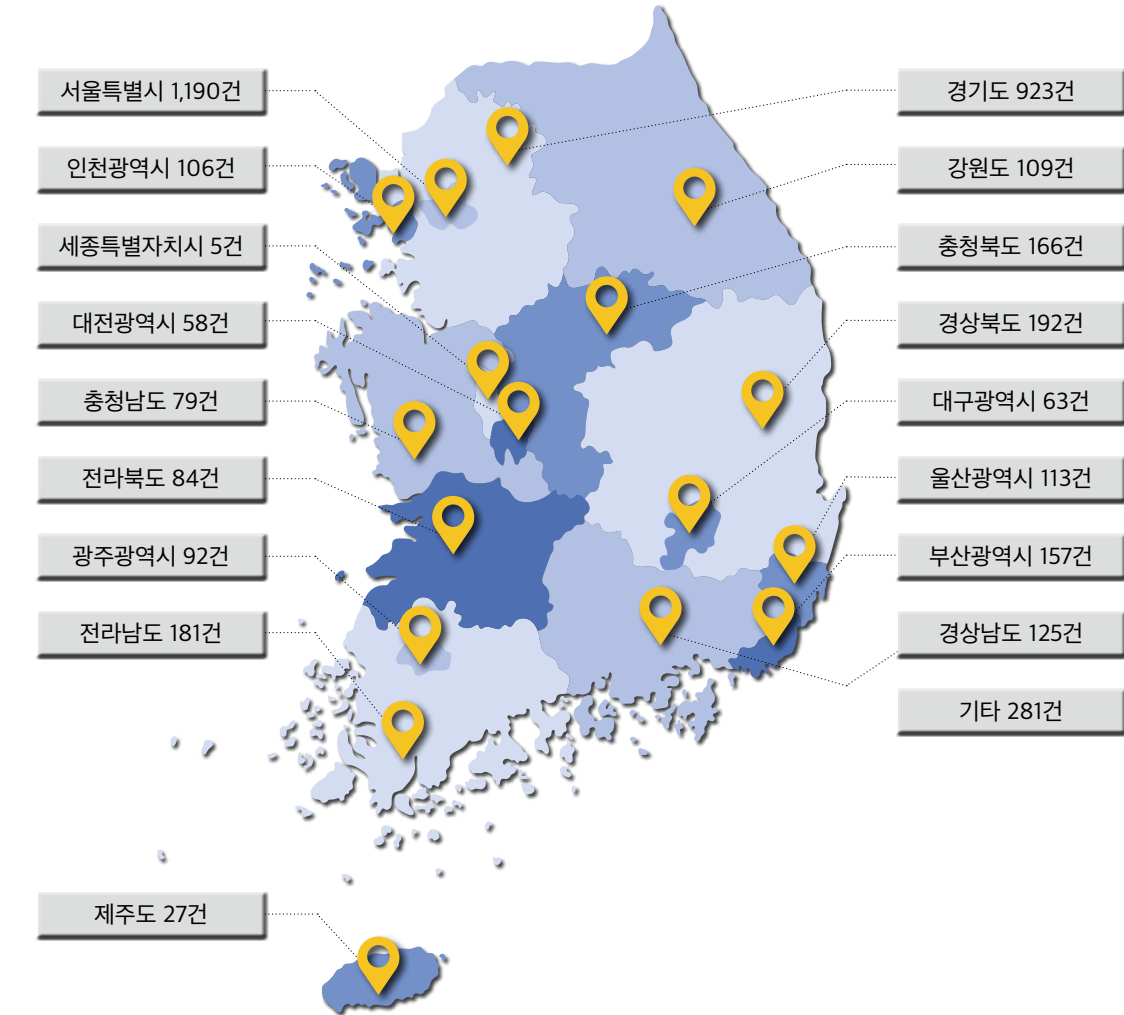 서울특별시 1,190건
인천광역시 106건
세종특별자치시 5건
대전광역시 58건
충청남도 79건
전라북도 84건
광주광역시 92건
전라남도 181건
제주도 27건
경기도 923건
강원도 109건
충청북도 166건
경상북도 192건
대구광역시 63건
울산광역시 113건
부산광역시 157건
경상남도 125건
기타 281건